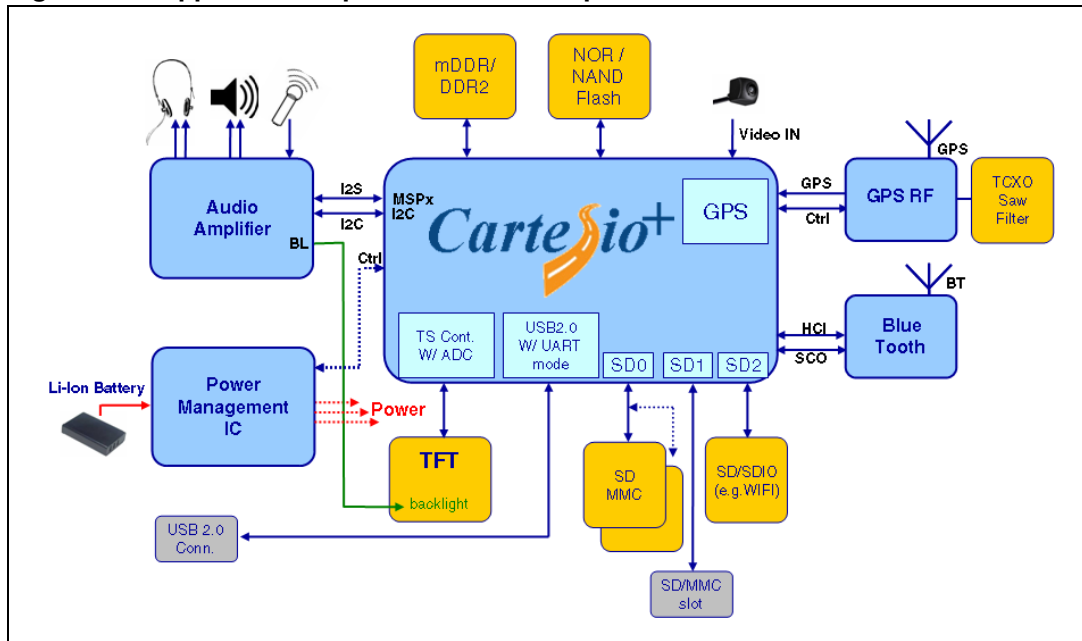 mDDR/
DDR2
NOR /
NAND
Flash
Video IN
Audio
Amplifier
I2S
I2C
BL
MSPx
I2C
Ctrl
Cartesio+
GPS
GPS
Ctrl
GPS
GPS RF
TCXO
Saw
Filter
BT
HCI
SCO
Blue
Tooth
TS Cont.
W/ ADC
USB2.0
W/ UART
mode
SD0
SD1
SD2
Li-Ion Battery
Power
Management
IC
Power
TFT
backlight
SD
MMC
SD/SDIO
(e.g.WIFI)
USB 2.0
Conn.
SD/MMC
slot